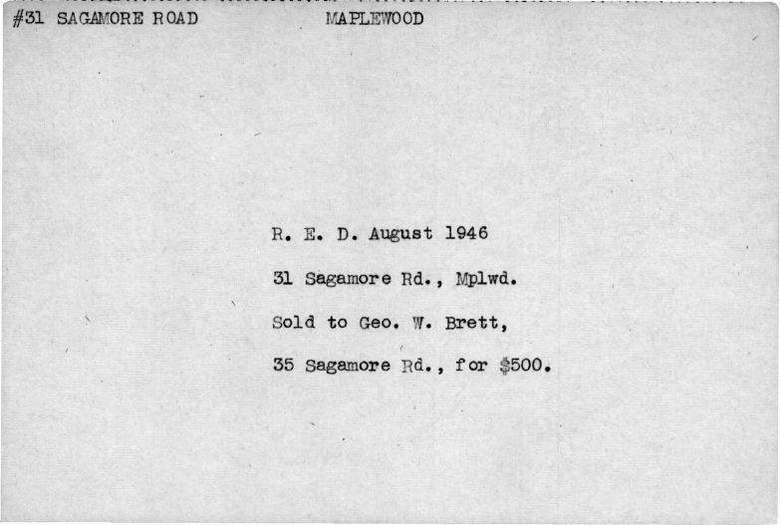 #31 SAGAMORE ROAD MAPLEWOOD
R. E. D. August 1946
31 Sagamore Rd., Mplwd.
Sold to Geo. W. Brett,
35 Sagamore Rd., for $500.